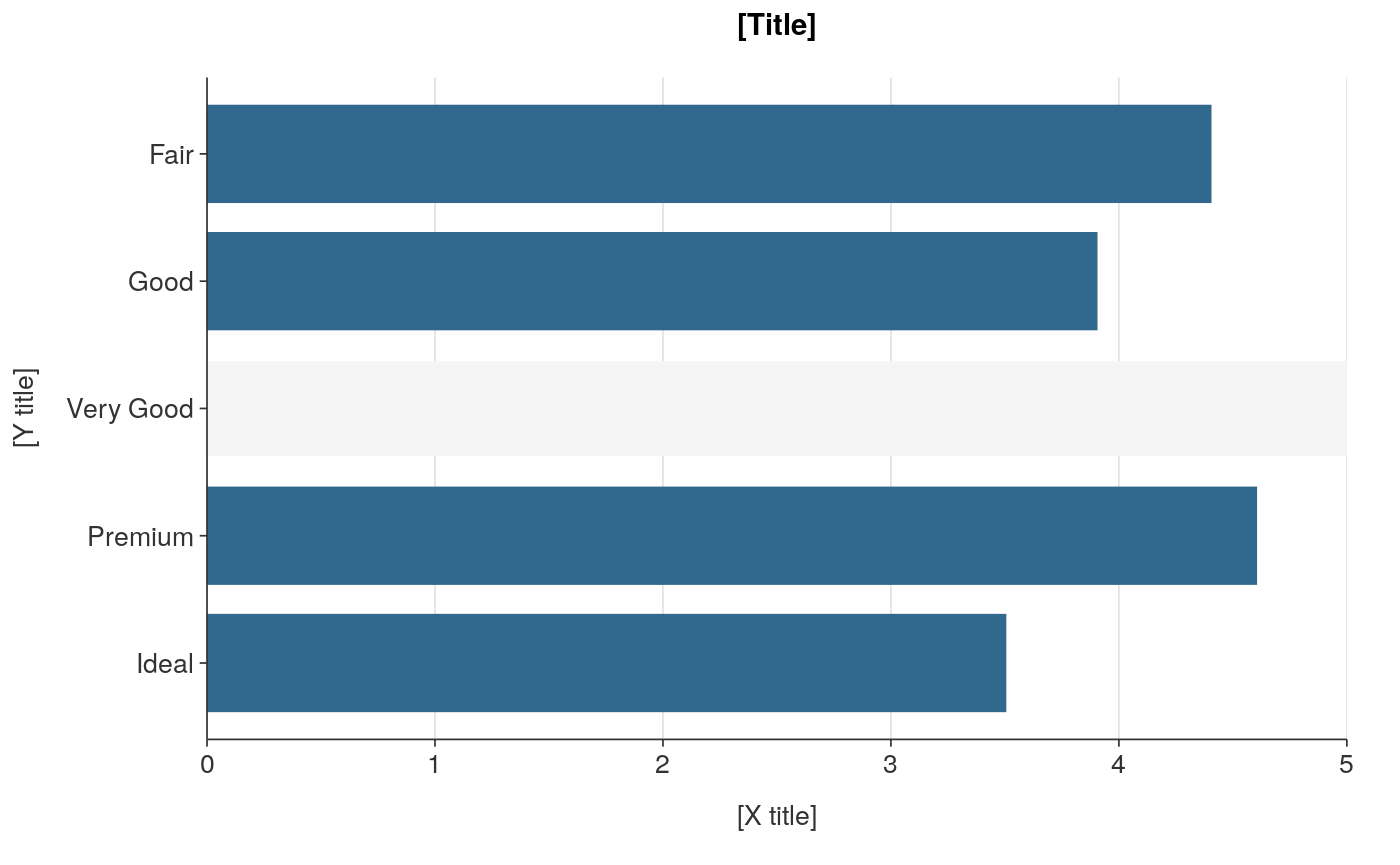 [Title]
[Y title]
Fair
Good
Very Good
Premium
Ideal
0 1 2 3 4 5
[X title]